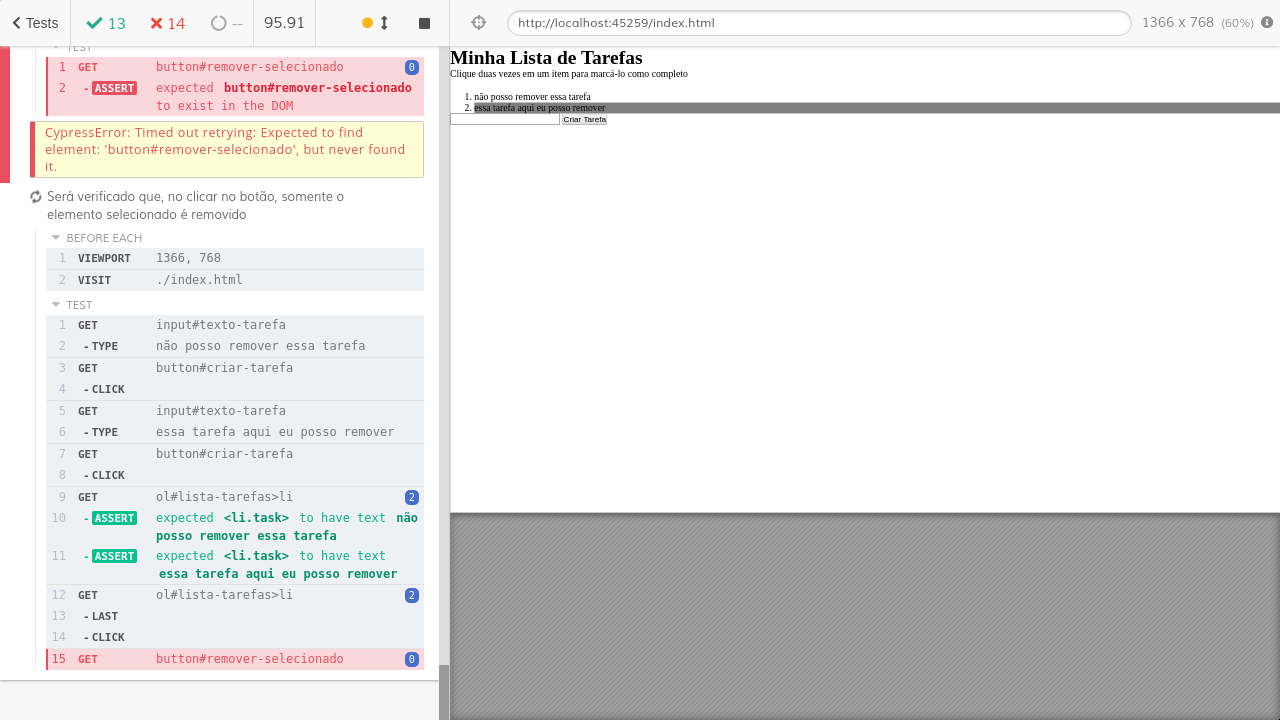 Tests 13 14 -- 95.91
http://localhost:45259/index.html 1366 x 768 (60%)
TEST
1 GET button#remover-selecionado 0
2 - ASSERT expected button#remover-selecionado
to exist in the DOM
CypressError: Timed out retrying: Expected to find
element: 'button#remover-selecionado', but never found
it.
Será verificado que, no clicar no botão, somente o
elemento selecionado é removido
BEFORE EACH
1 VIEWPORT 1366, 768
2 VISIT ./index.html
TEST
1 GET input#texto-tarefa
2 - TYPE não posso remover essa tarefa
3 GET button#criar-tarefa
4 - CLICK
5 GET input#texto-tarefa
6 - TYPE essa tarefa aqui eu posso remover
7 GET button#criar-tarefa
8 - CLICK
9 GET ol#lista-tarefas>li 2
10 - ASSERT expected <li.task> to have text não
posso remover essa tarefa
11 - ASSERT expected <li.task> to have text
essa tarefa aqui eu posso remover
12 GET ol#lista-tarefas>li 2
13 - LAST
14 - CLICK
15 GET button#remover-selecionado 0
Minha Lista de Tarefas
Clique duas vezes em um item para marcá-lo como completo
1. não posso remover essa tarefa
2. essa tarefa aqui eu posso remover
Criar Tarefa